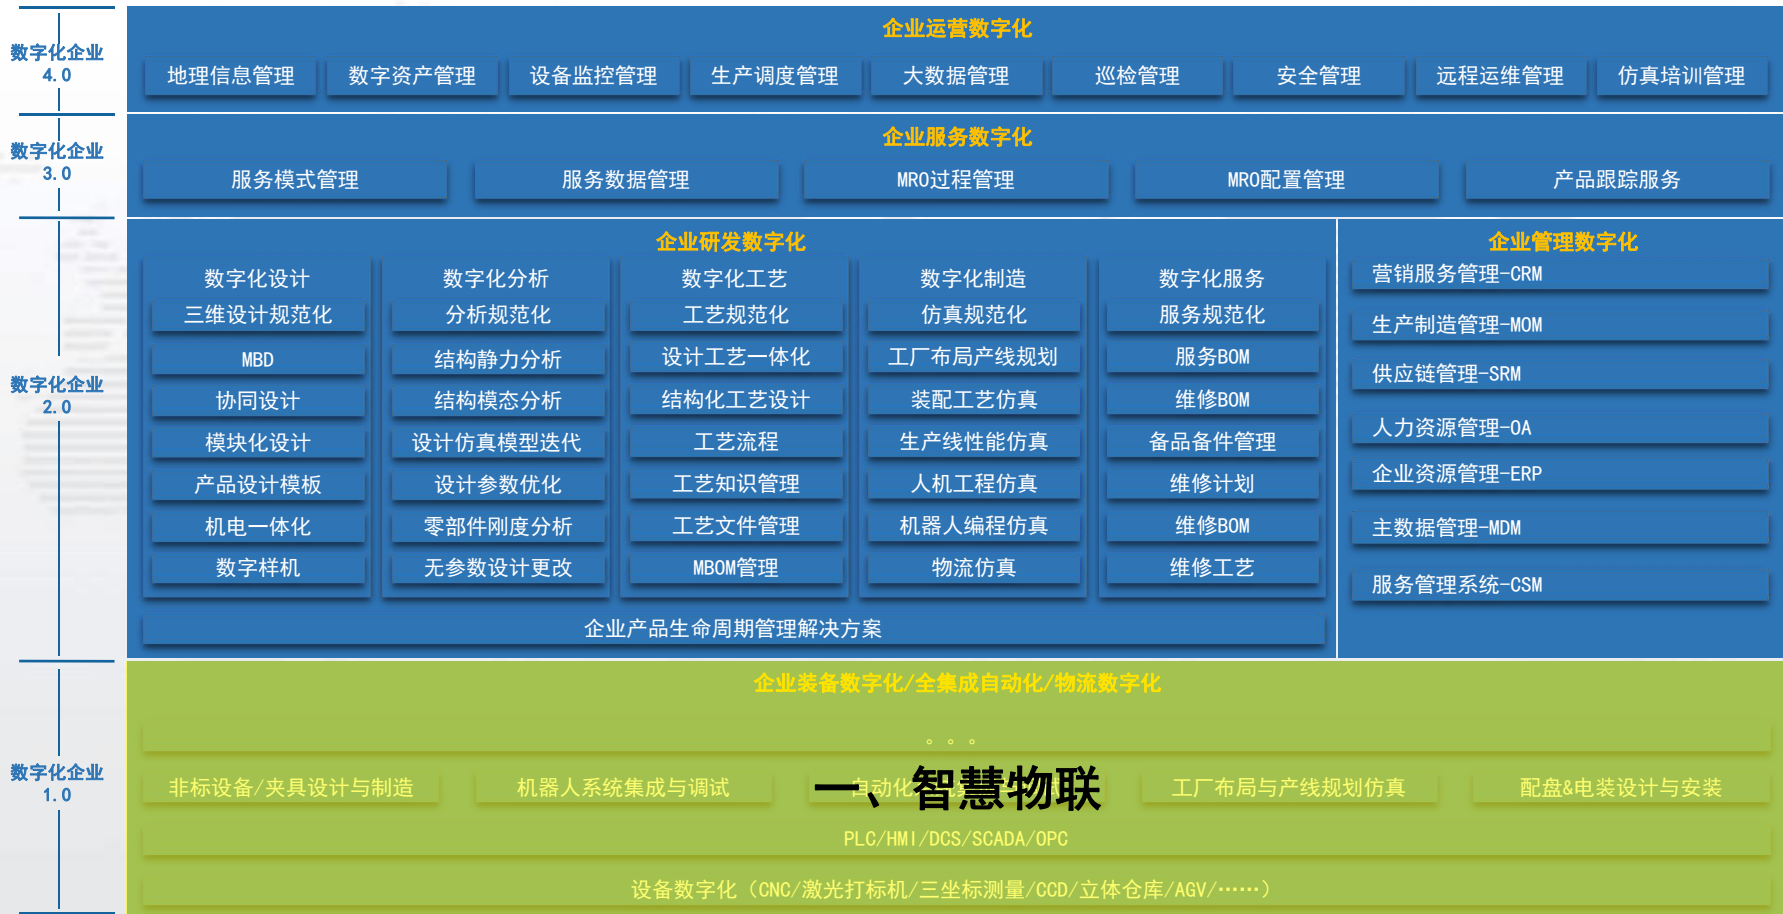 数字化企业
4.0
企业运营数字化
地理信息管理 数字资产管理 设备监控管理 生产调度管理 大数据管理 巡检管理 安全管理 远程运维管理 仿真培训管理
数字化企业
3.0
企业服务数字化
服务模式管理 服务数据管理 MRO过程管理 MRO配置管理 产品跟踪服务
数字化企业
2.0
企业研发数字化
数字化设计
三维设计规范化
MBD
协同设计
模块化设计
产品设计模板
机电一体化
数字样机
数字化分析
分析规范化
结构静力分析
结构模态分析
设计仿真模型迭代
设计参数优化
零部件刚度分析
无参数设计更改
数字化工艺
工艺规范化
设计工艺一体化
结构化工艺设计
工艺流程
工艺知识管理
工艺文件管理
MBOM管理
数字化制造
仿真规范化
工厂布局产线规划
装配工艺仿真
生产线性能仿真
人机工程仿真
机器人编程仿真
物流仿真
数字化服务
服务规范化
服务BOM
维修BOM
备品备件管理
维修计划
维修BOM
维修工艺
企业产品生命周期管理解决方案
企业管理数字化
营销服务管理-CRM
生产制造管理-MOM
供应链管理-SRM
人力资源管理-OA
企业资源管理-ERP
主数据管理-MDM
服务管理系统-CSM
数字化企业
1.0
企业装备数字化/全集成自动化/物流数字化
。。。
非标设备/夹具设计与制造 机器人系统集成与调试 自动化 工厂布局与产线规划仿真 配盘&电装设计与安装
一、智慧物联
PLC/HMI/DCS/SCADA/OPC
设备数字化（CNC/激光打标机/三坐标测量/CCD/立体仓库/AGV/……）